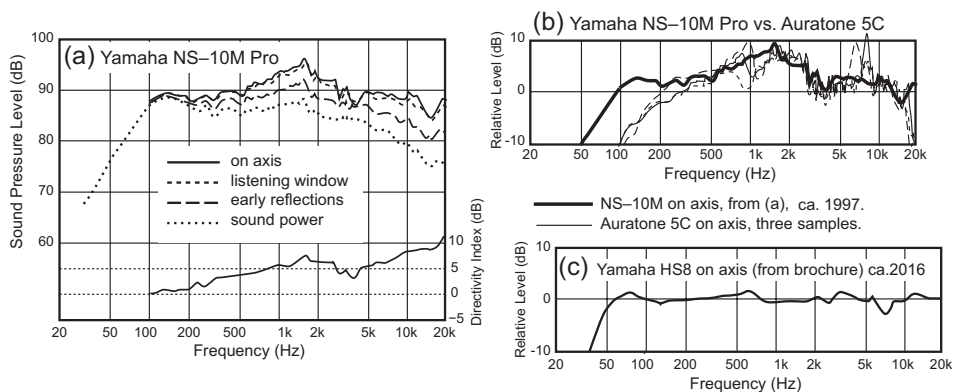 (a) Yamaha NS–10M Pro
Sound Pressure Level (dB)
100
90
80
70
60
on axis
listening window
early reflections
sound power
Directivity Index (dB)
10
5
0
−5
20 50 100 200 500 1k 2k 5k 10k 20k
Frequency (Hz)
(b) Yamaha NS–10M Pro vs. Auratone 5C
Relative Level (dB)
10
0
-10
20 50 100 200 500 1k 2k 5k 10k 20k
Frequency (Hz)
NS–10M on axis, from (a), ca. 1997.
Auratone 5C on axis, three samples.
(c) Yamaha HS8 on axis (from brochure) ca.2016
Relative Level (dB)
10
0
-10
20 50 100 200 500 1k 2k 5k 10k 20k
Frequency (Hz)